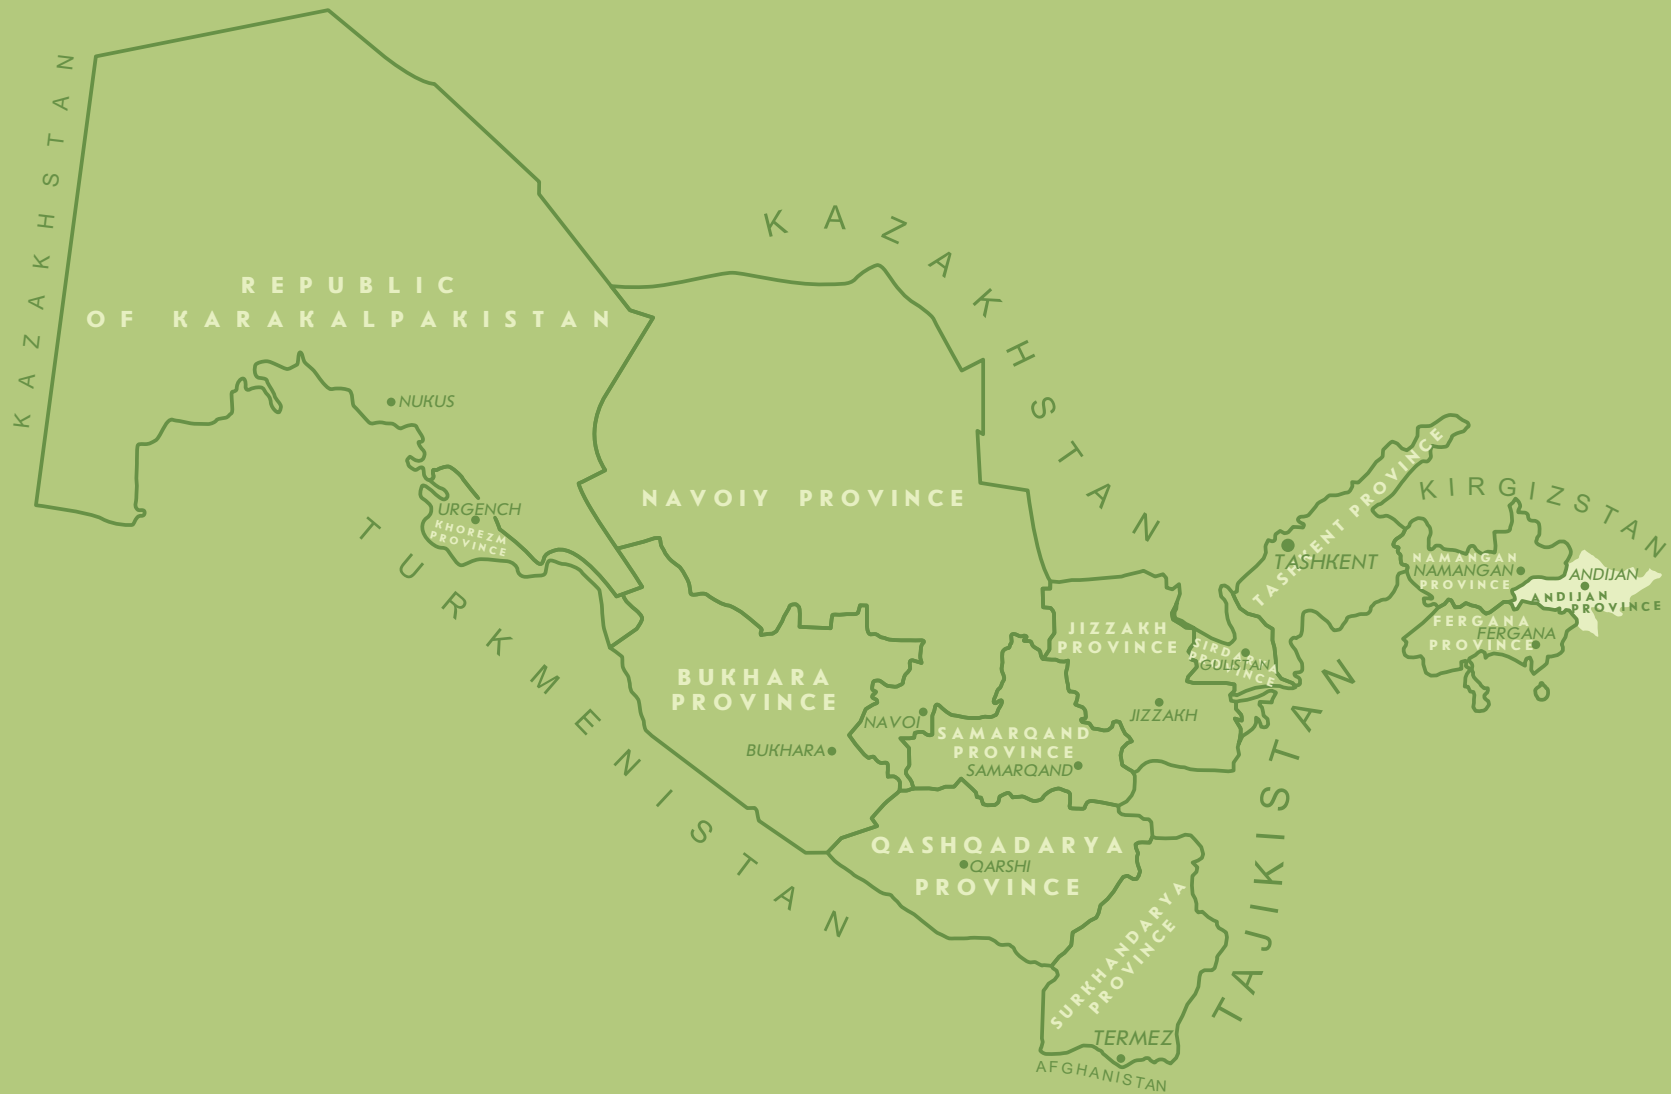 KAZAKHSTAN
KAZAKHSTAN
REPUBLIC
OF KARAKALPAKISTAN
NUKUS
URGENCH
KHOREZM
PROVINCE
NAVOIY PROVINCE
TASHKENT PROVINCE
TASHKENT
KIRGIZSTAN
NAMANGAN
NAMANGAN
PROVINCE
ANDIJAN
ANDIJAN
PROVINCE
FERGANA
FERGANA
PROVINCE
TURKMENISTAN
BUKHARA
PROVINCE
BUKHARA
NAVOI
JIZZAKH
PROVINCE
JIZZAKH
PROVINCE
GULISTAN
SAMARQAND
PROVINCE
SAMARQAND
QASHQADARYA
QARSHI
PROVINCE
SURKHANDARYA
PROVINCE
TERMEZ
TAJIKISTAN
AFGHANISTAN